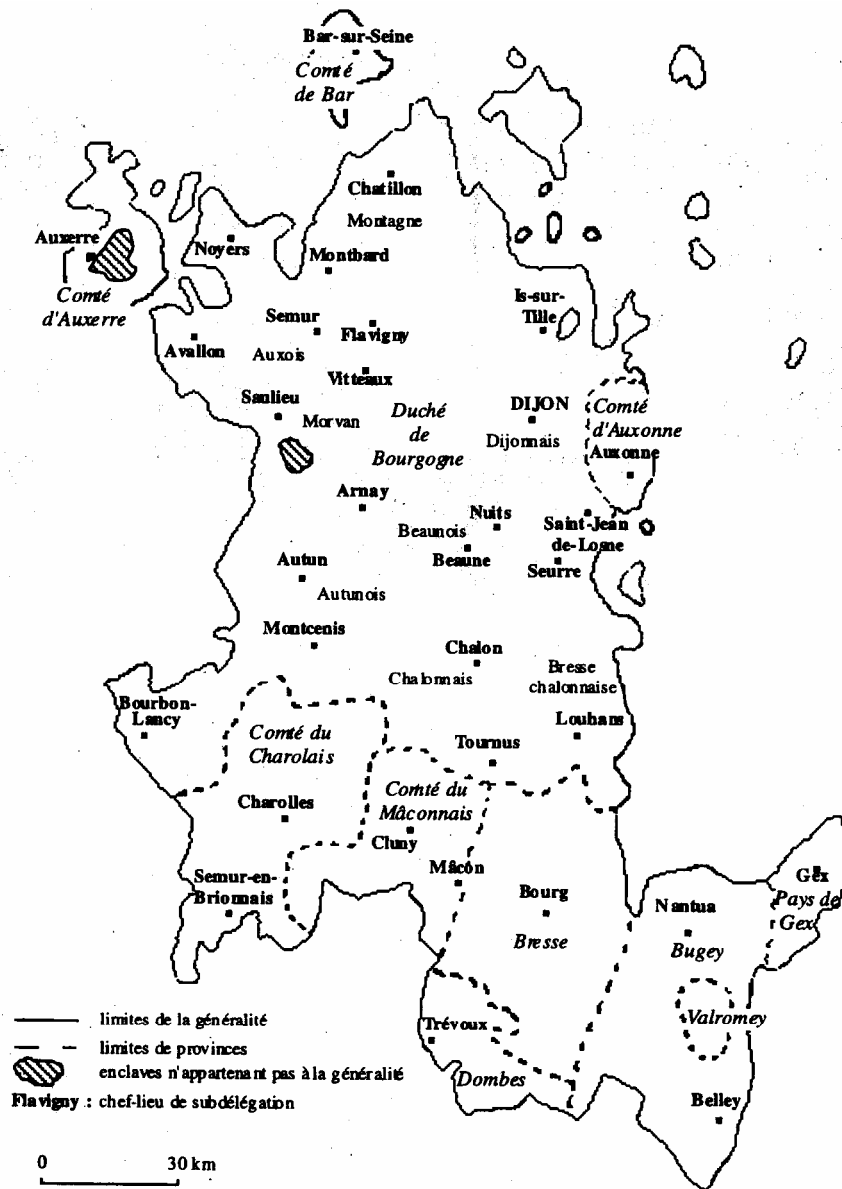 Bar-sur-Seine
Comté
de Bar
Chatillon
Montagne
Auxerre
Noyers
Montbard
Comté
d'Auxerre
Is-sur-
Tille
Semur
Flavigny
Avallon
Auxois
Vitteaux
Saulieu
Morvan
Duché
de
Bourgogne
DIJON
Dijonnais
Comté
d'Auxonne
Auxonne
Arnay
Nuits
Beaunois
Beaune
Saint-Jean
de-Losne
Seurre
Autun
Autunois
Montcenis
Chalon
Chalonnais
Bresse
chalonnaise
Bourbon-
Lancy
Louhans
Comté du
Charolais
Tournus
Comté du
Mâconnais
Charolles
Cluny
Mâcon
Semur-en-
Brionnais
Bourg
Bresse
Nantua
Bugey
Gex
Pays de
Gex
Valromey
Trévoux
Dombes
Belley
limites de la généralité
limites de provinces
enclaves n'appartenant pas à la généralité
Flavigny : chef-lieu de subdélégation
0 30 km